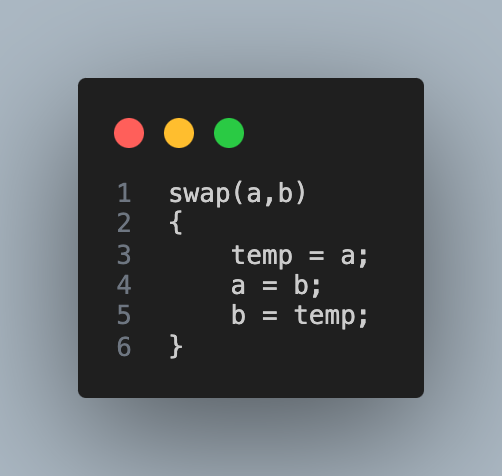 1 swap(a,b)
2 {
3     temp = a;
4     a = b;
5     b = temp;
6 }